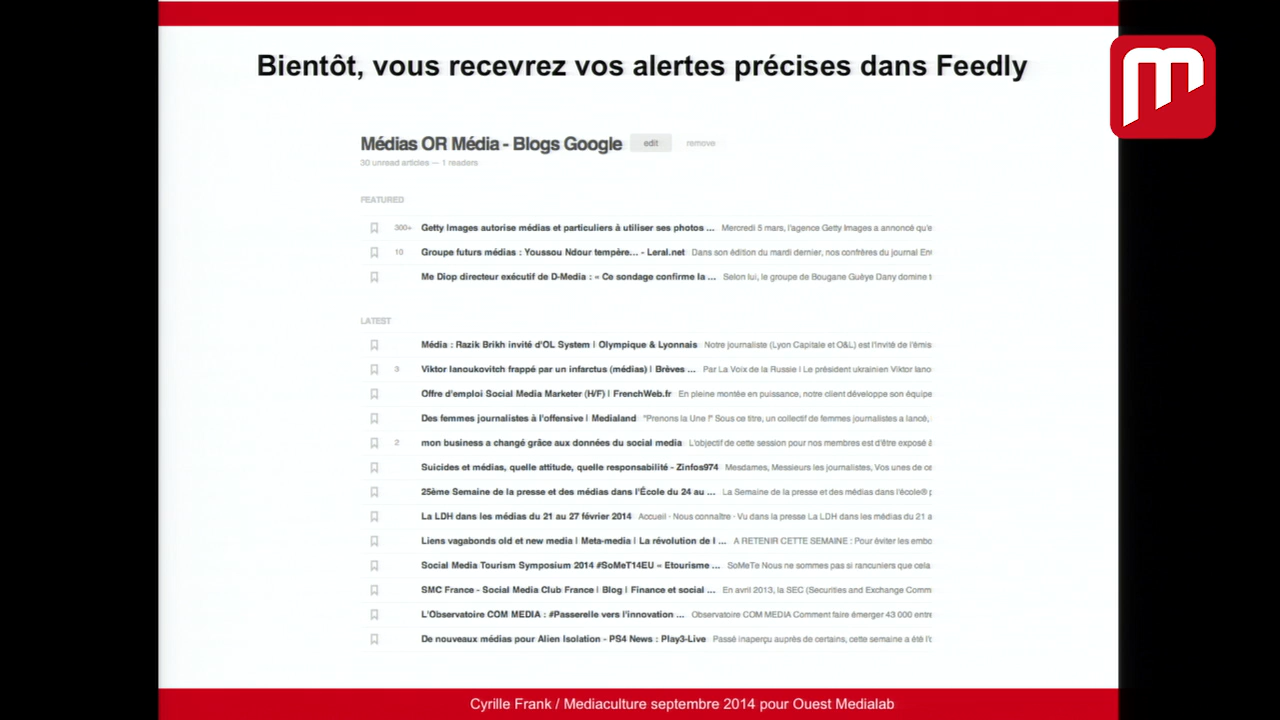 Bientôt, vous recevrez vos alertes précises dans Feedly
Médias OR Média - Blogs Google edit remove
30 unread articles — 1 readers
FEATURED
300+ Getty Images autorise médias et particuliers à utiliser ses photos ... Mercredi 5 mars, l'agence Getty Images a annoncé qu'e
10 Groupe futurs médias : Youssou Ndour tempère... - Leral.net Dans son édition du mardi dernier, nos confrères du journal En
Me Diop directeur exécutif de D-Media : « Ce sondage confirme la ... Selon lui, le groupe de Bougane Guèye Dany domine
LATEST
Média : Razik Brikh invité d'OL System | Olympique & Lyonnais Notre journaliste (Lyon Capitale et O&L) est l'invité de l'émis
3 Viktor Ianoukovitch frappé par un infarctus (médias) | Brèves ... Par La Voix de la Russie | Le président ukrainien Viktor Iano
Offre d'emploi Social Media Marketer (H/F) | FrenchWeb.fr En pleine montée en puissance, notre client développe son équipe
Des femmes journalistes à l'offensive | Medialand "Prenons la Une !" Sous ce titre, un collectif de femmes journalistes a lancé,
2 mon business a changé grâce aux données du social media L'objectif de cette session pour nos membres est d'être exposé à
Suicides et médias, quelle attitude, quelle responsabilité - Zinfos974 Mesdames, Messieurs les journalistes, Vos unes de ce
25ème Semaine de la presse et des médias dans l'École du 24 au ... La Semaine de la presse et des médias dans l'école® p
La LDH dans les médias du 21 au 27 février 2014 Accueil - Nous connaître - Vu dans la presse La LDH dans les médias du 21 a
Liens vagabonds old et new media | Meta-media | La révolution de l ... A RETENIR CETTE SEMAINE : Pour éviter les embo
Social Media Tourism Symposium 2014 #SoMeT14EU « Etourisme ... SoMeTe Nous ne sommes pas si rancuniers que cela
SMC France - Social Media Club France | Blog | Finance et social ... En avril 2013, la SEC (Securities and Exchange Comm
L'Observatoire COM MEDIA : #Passerelle vers l'innovation ... Observatoire COM MEDIA Comment faire émerger 43 000 entre
De nouveaux médias pour Alien Isolation - PS4 News : Play3-Live Passé inaperçu auprès de certains, cette semaine a été l'o
Cyrille Frank / Mediaculture septembre 2014 pour Ouest Medialab